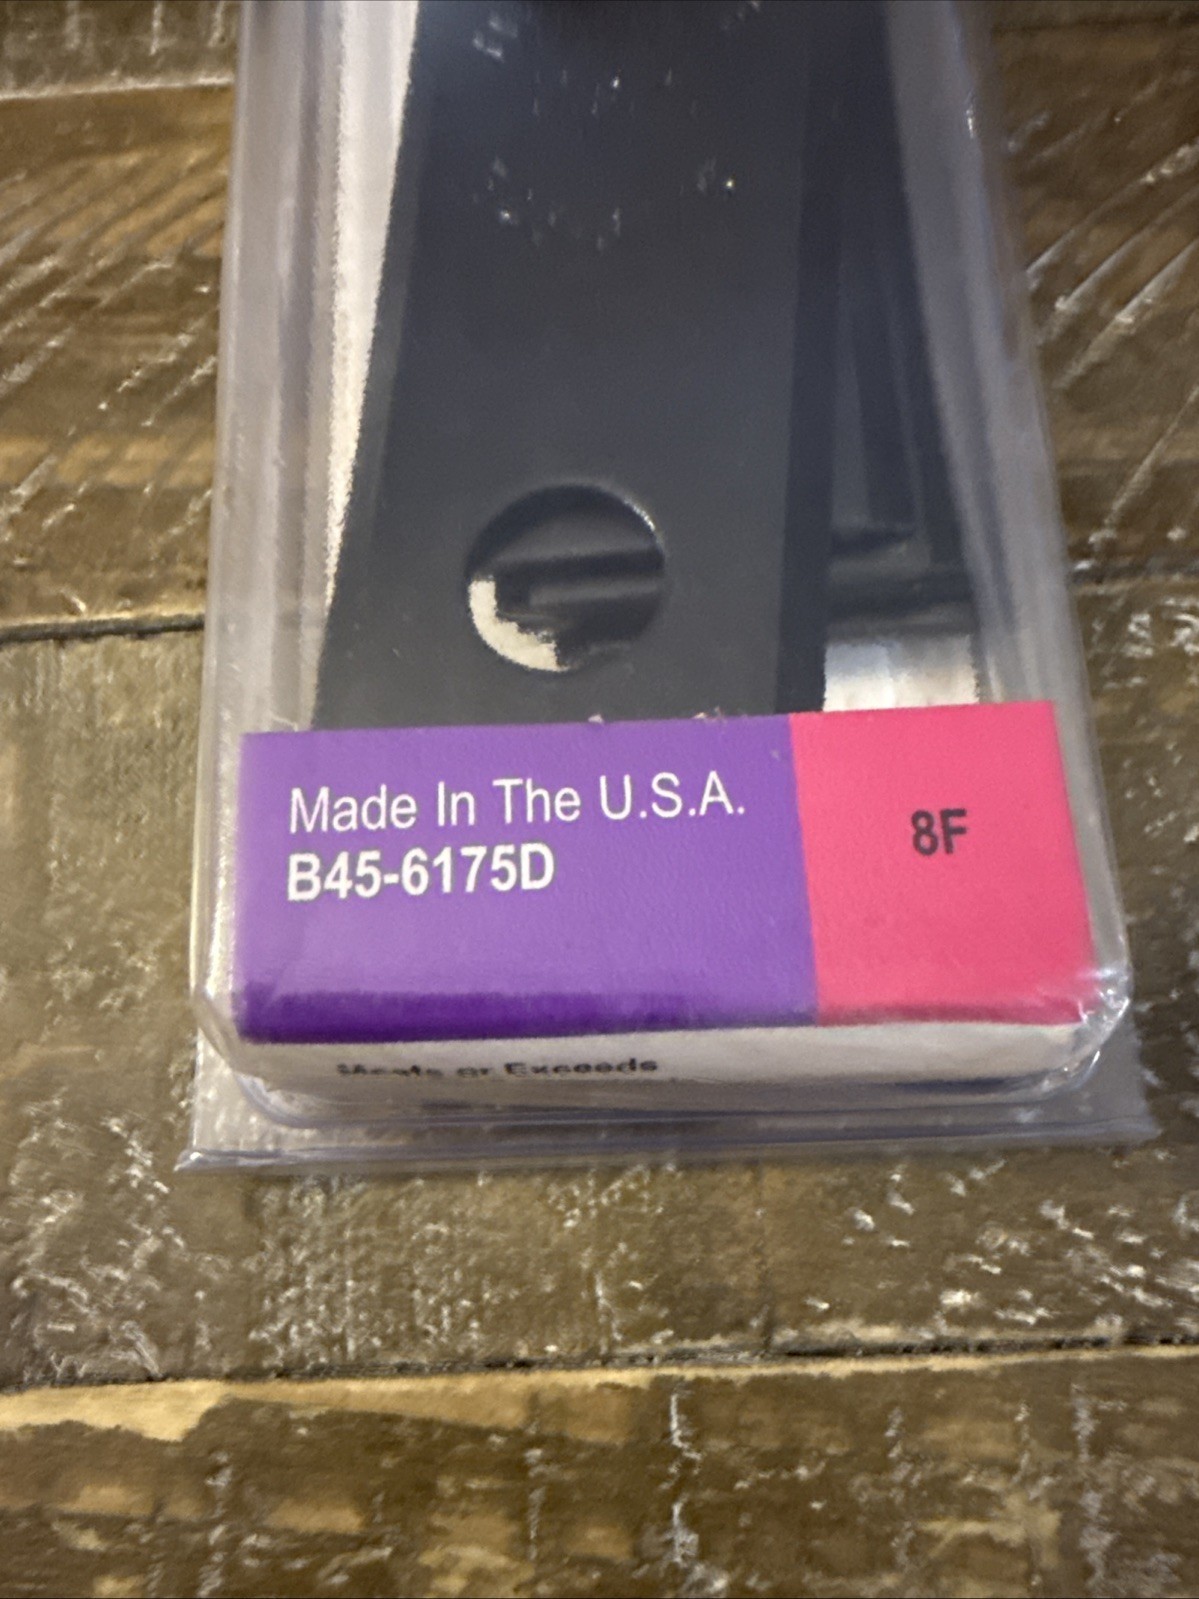 Made In The U.S.A.
B45-6175D
8F
Meets or Exceeds